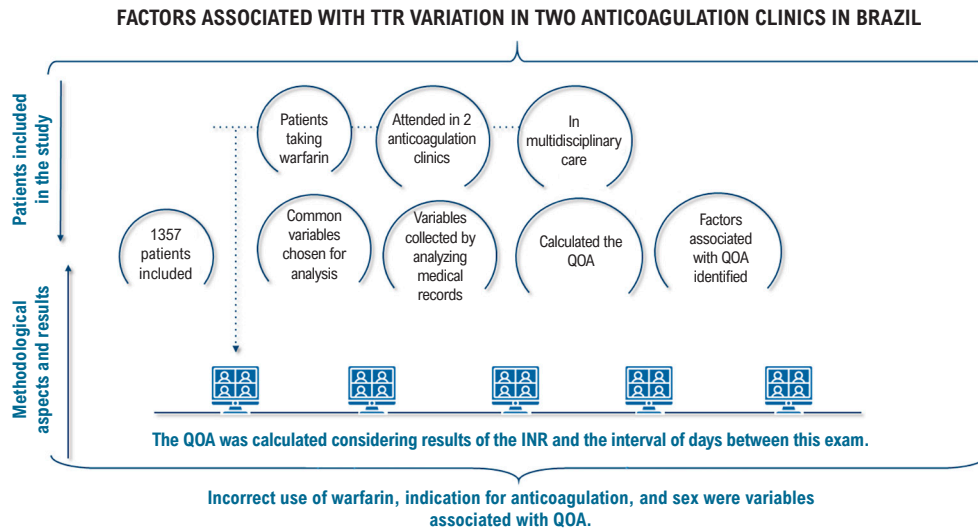 FACTORS ASSOCIATED WITH TTR VARIATION IN TWO ANTICOAGULATION CLINICS IN BRAZIL
Patients included
in the study
Patients
taking
warfarin
Attended in 2
anticoagulation
clinics
In
multidisciplinary
care
1357
patients
included
Common
variables
chosen for
analysis
Variables
collected by
analyzing
medical
records
Calculated the
QOA
Factors
associated
with QOA
identified
Methodological
aspects and results
The QOA was calculated considering results of the INR and the interval of days between this exam.
Incorrect use of warfarin, indication for anticoagulation, and sex were variables
associated with QOA.